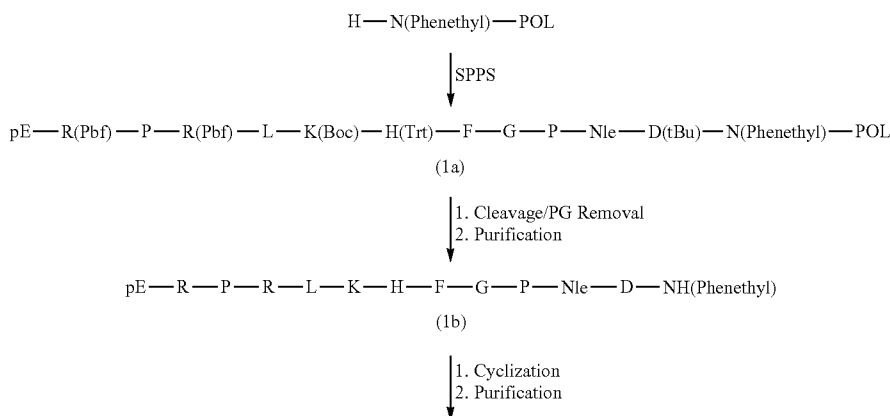 H—N(Phenethyl)—POL
SPPS
pE—R(Pbf)—P—R(Pbf)—L—K(Boc)—H(Trt)—F—G—P—Nle—D(tBu)—N(Phenethyl)—POL
(1a)
1. Cleavage/PG Removal
2. Purification
pE—R—P—R—L—K—H—F—G—P—Nle—D—NH(Phenethyl)
(1b)
1. Cyclization
2. Purification